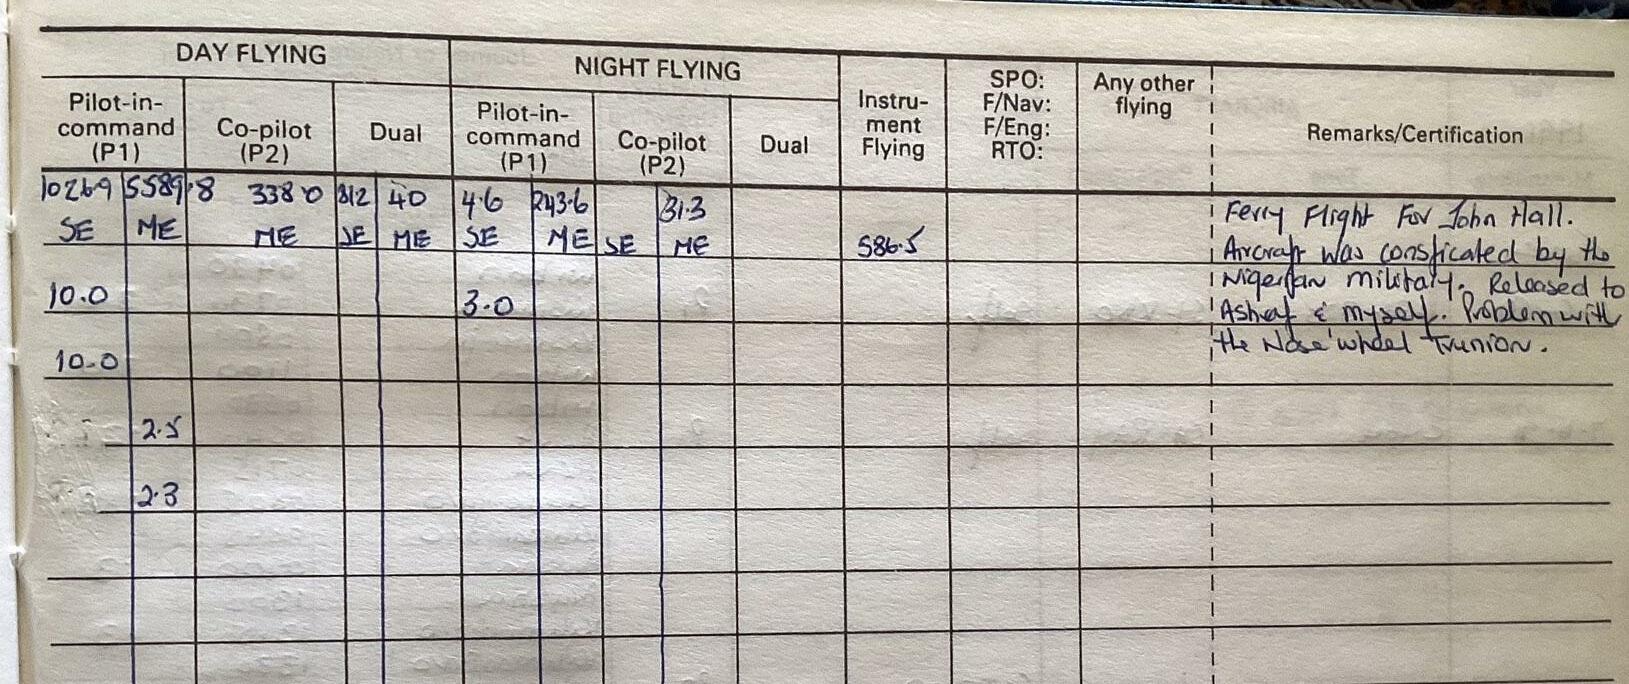 DAY FLYING
NIGHT FLYING
Pilot-in-command (P1)
Co-pilot (P2)
Dual
Pilot-in-command (P1)
Co-pilot (P2)
Dual
Instru-ment Flying
SPO:
F/Nav:
F/Eng:
RTO:
Any other flying
Remarks/Certification
10269 5589.8 338 0 312 40 4.6 243.6 31.3
SE ME ME SE ME SE ME SE ME 586.5
10.0 3.0
10.0
2.5
2.3
Ferry Flight For John Hall.
Aircraft was consficated by the
Nigerian military. Released to
Ashraf & myself. Problem with
the Nose wheel Trunion.